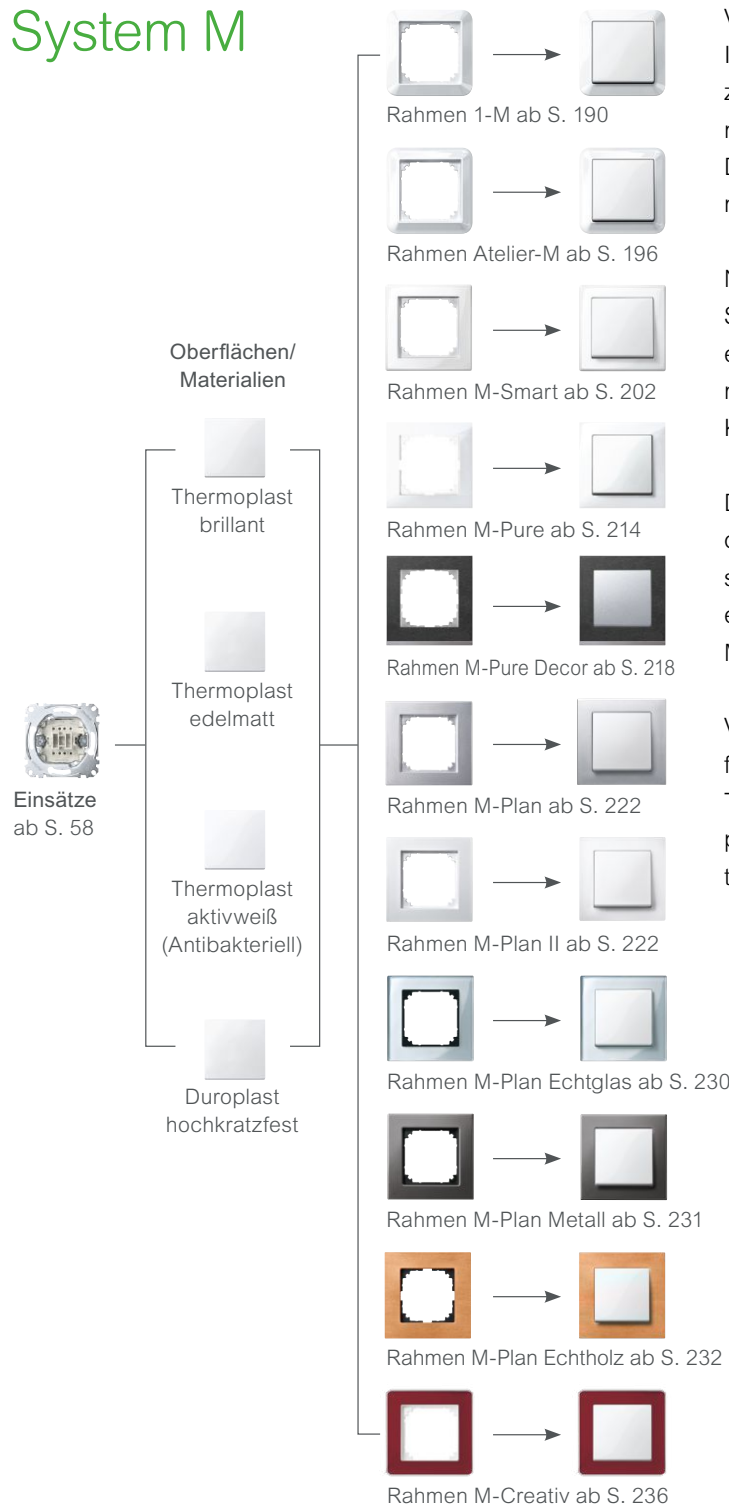 System M
Rahmen 1-M ab S. 190
Rahmen Atelier-M ab S. 196
Oberflächen/
Materialien
Rahmen M-Smart ab S. 202
Thermoplast
brillant
Rahmen M-Pure ab S. 214
Rahmen M-Pure Decor ab S. 218
Thermoplast
edelmatt
Einsätze
ab S. 58
Rahmen M-Plan ab S. 222
Thermoplast
aktivweiß
(Antibakteriell)
Rahmen M-Plan II ab S. 222
Rahmen M-Plan Echtglas ab S. 230
Duroplast
hochkratzfest
Rahmen M-Plan Metall ab S. 231
Rahmen M-Plan Echtholz ab S. 232
Rahmen M-Creativ ab S. 236